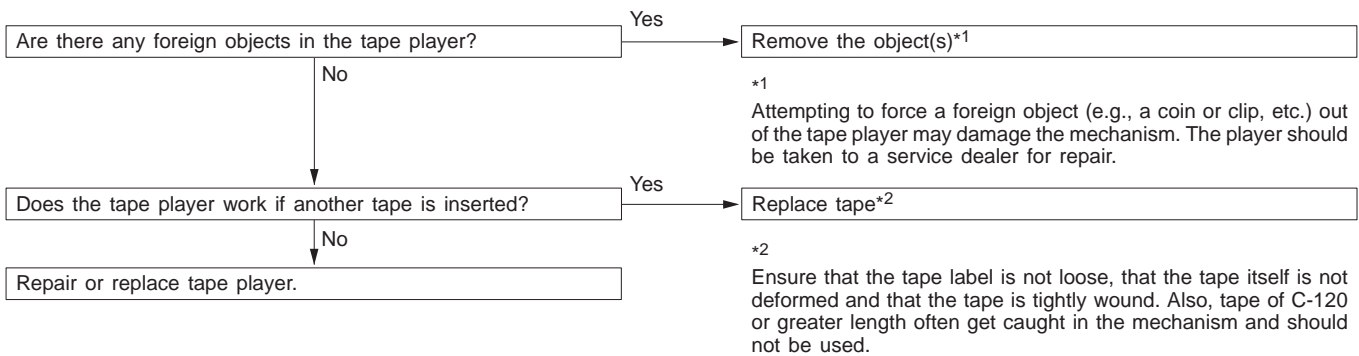 Yes
Are there any foreign objects in the tape player?
Remove the object(s)*1
No
*1
Attempting to force a foreign object (e.g., a coin or clip, etc.) out
of the tape player may damage the mechanism. The player should
be taken to a service dealer for repair.
Yes
Does the tape player work if another tape is inserted?
Replace tape*2
No
*2
Repair or replace tape player.
Ensure that the tape label is not loose, that the tape itself is not
deformed and that the tape is tightly wound. Also, tape of C-120
or greater length often get caught in the mechanism and should
not be used.